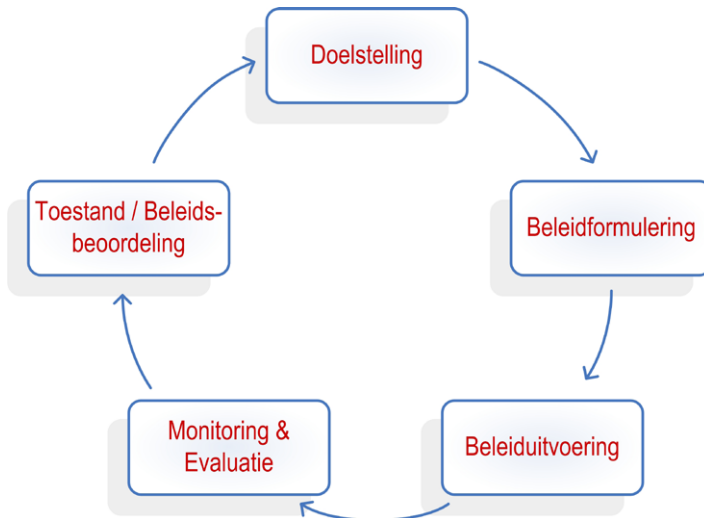 Doelstelling
Beleidformulering
Beleiduitvoering
Monitoring &
Evaluatie
Toestand / Beleids-
beoordeling